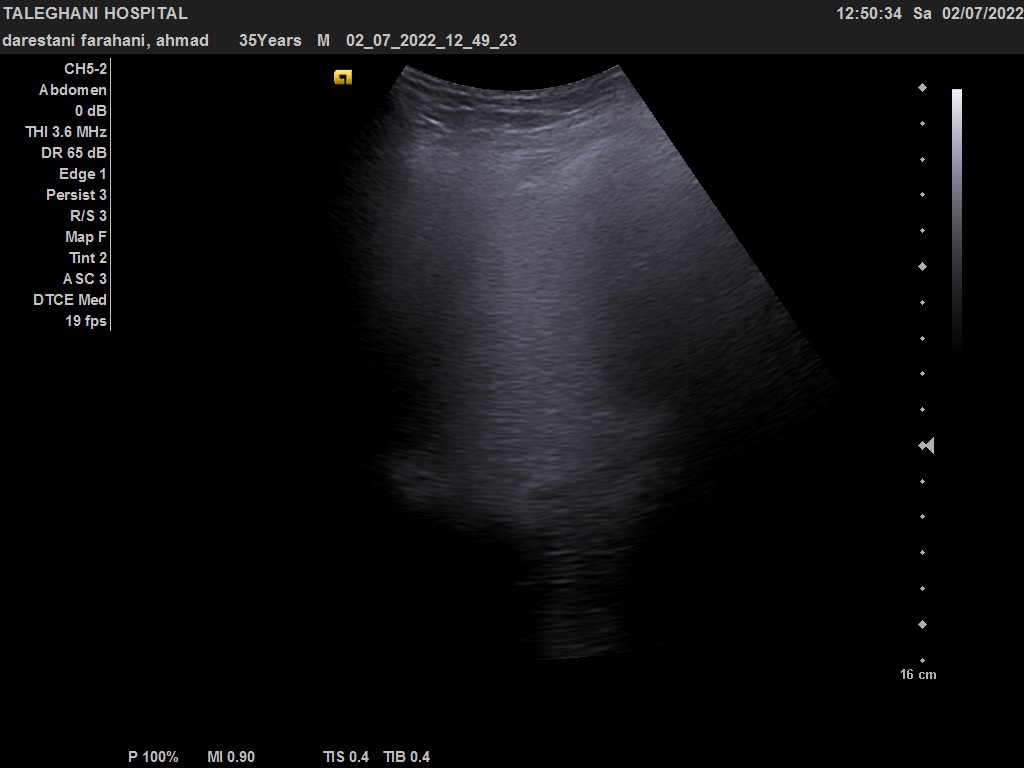 TALEGHANI HOSPITAL 12:50:34 Sa 02/07/2022
darestani farahani, ahmad 35Years M 02_07_2022_12_49_23
CH5-2
Abdomen
0 dB
THI 3.6 MHz
DR 65 dB
Edge 1
Persist 3
R/S 3
Map F
Tint 2
ASC 3
DTCE Med
19 fps
16 cm
P 100% MI 0.90 TIS 0.4 TIB 0.4